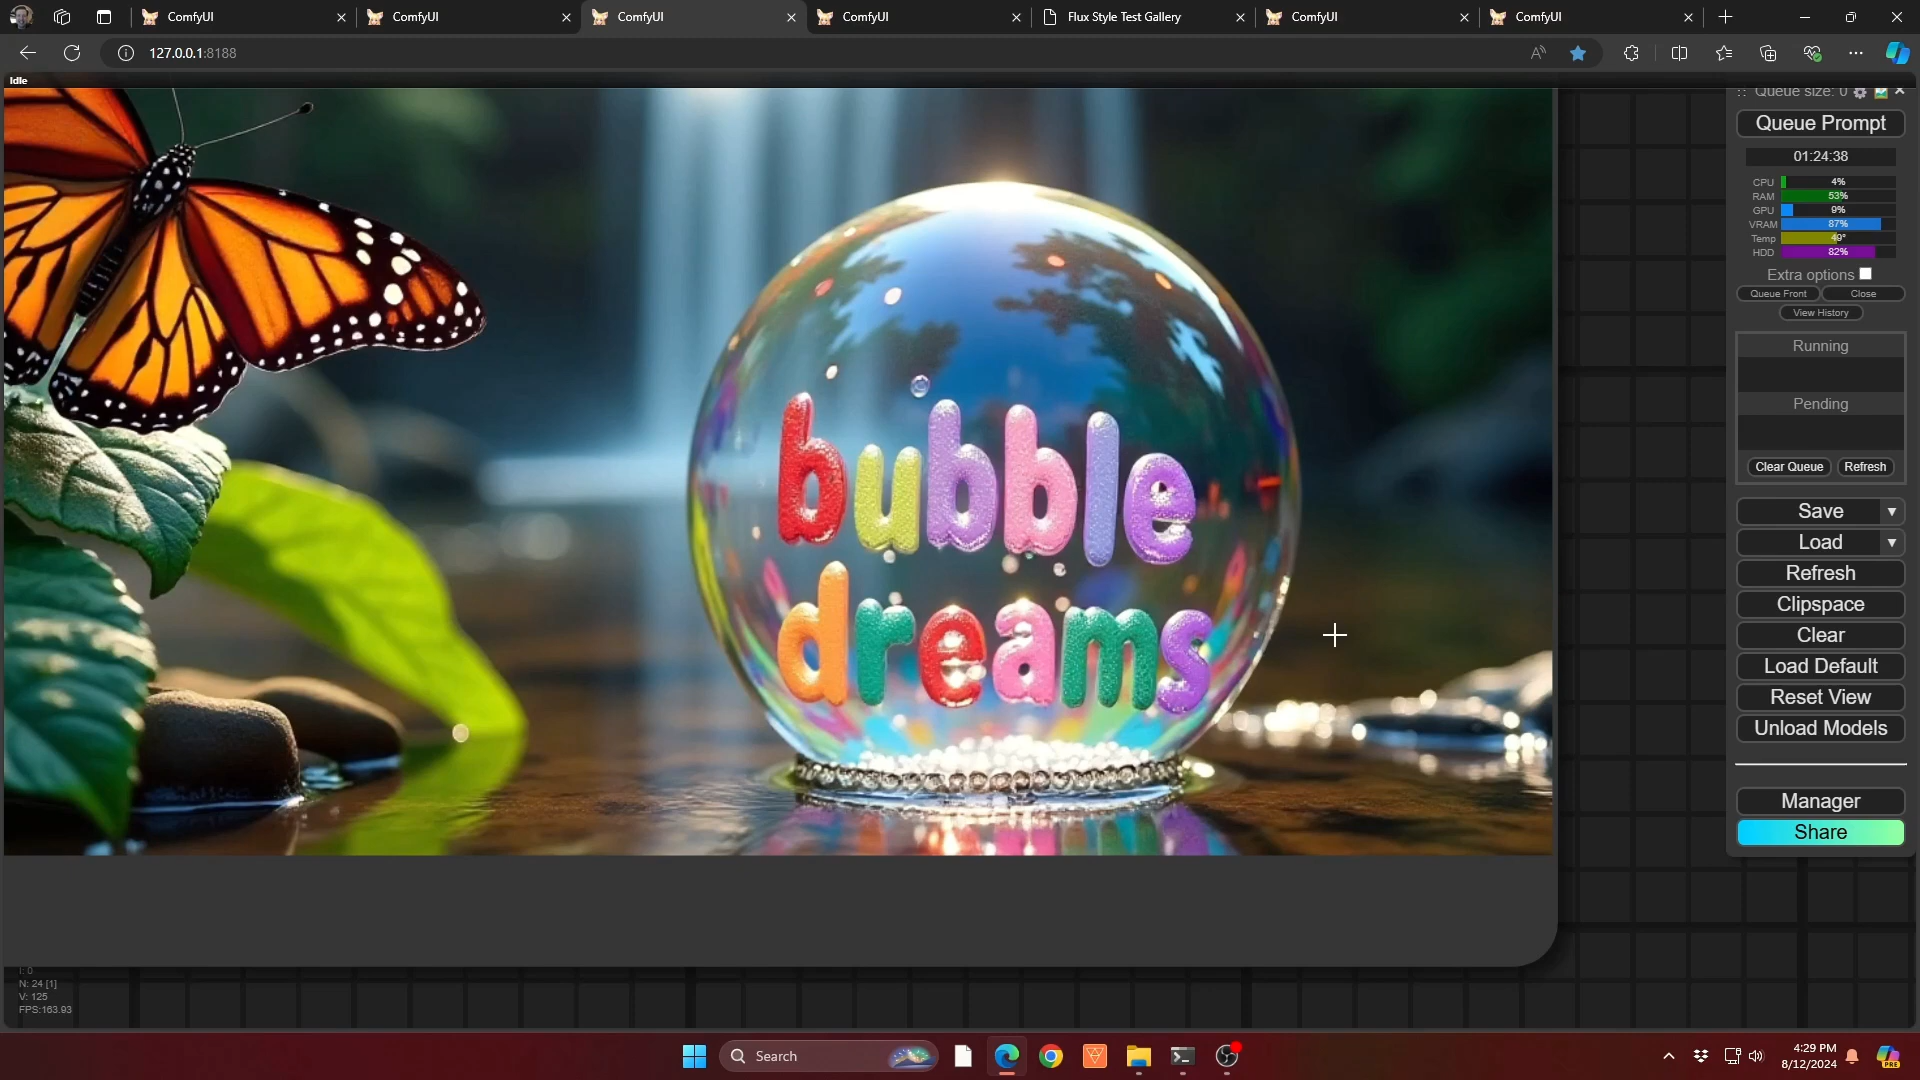 ComfyUI
ComfyUI
ComfyUI
ComfyUI
Flux Style Test Gallery
ComfyUI
ComfyUI
127.0.0.1:8188
Idle
Queue size: 0
Queue Prompt
01:24:38
CPU 4%
RAM 53%
GPU 9%
VRAM 87%
Temp 49°
HDD 82%
Extra options
Queue Front Close
View History
Running
Pending
Clear Queue Refresh
Save
Load
Refresh
Clipspace
Clear
Load Default
Reset View
Unload Models
Manager
Share
bubble
dreams
I: 0
N: 24 [1]
V: 125
FPS:163.93
Search
4:29 PM
8/12/2024
PRE